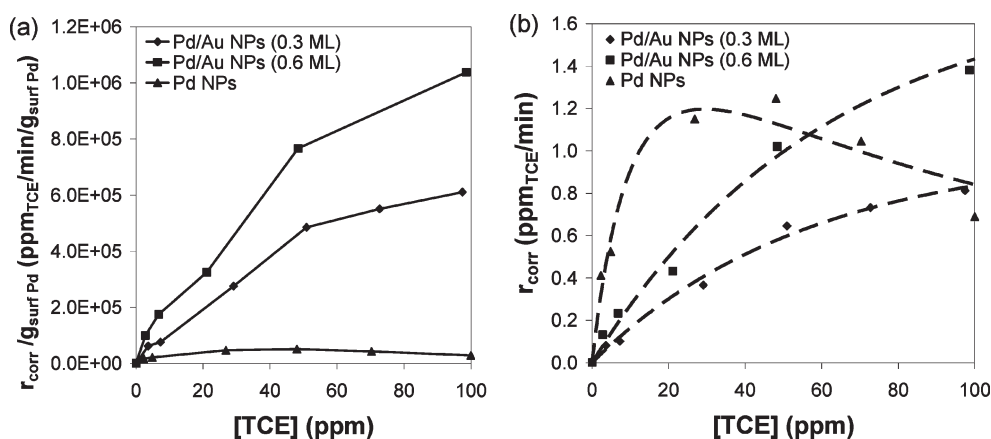 (a)
1.2E+06
1.0E+06
8.0E+05
6.0E+05
4.0E+05
2.0E+05
0.0E+00
r_corr /g_surf Pd (ppm_TCE/min/g_surf Pd)
Pd/Au NPs (0.3 ML)
Pd/Au NPs (0.6 ML)
Pd NPs
0 20 40 60 80 100
[TCE] (ppm)
(b)
1.6
1.4
1.2
1.0
0.8
0.6
0.4
0.2
0.0
r_corr (ppm_TCE/min)
Pd/Au NPs (0.3 ML)
Pd/Au NPs (0.6 ML)
Pd NPs
0 20 40 60 80 100
[TCE] (ppm)